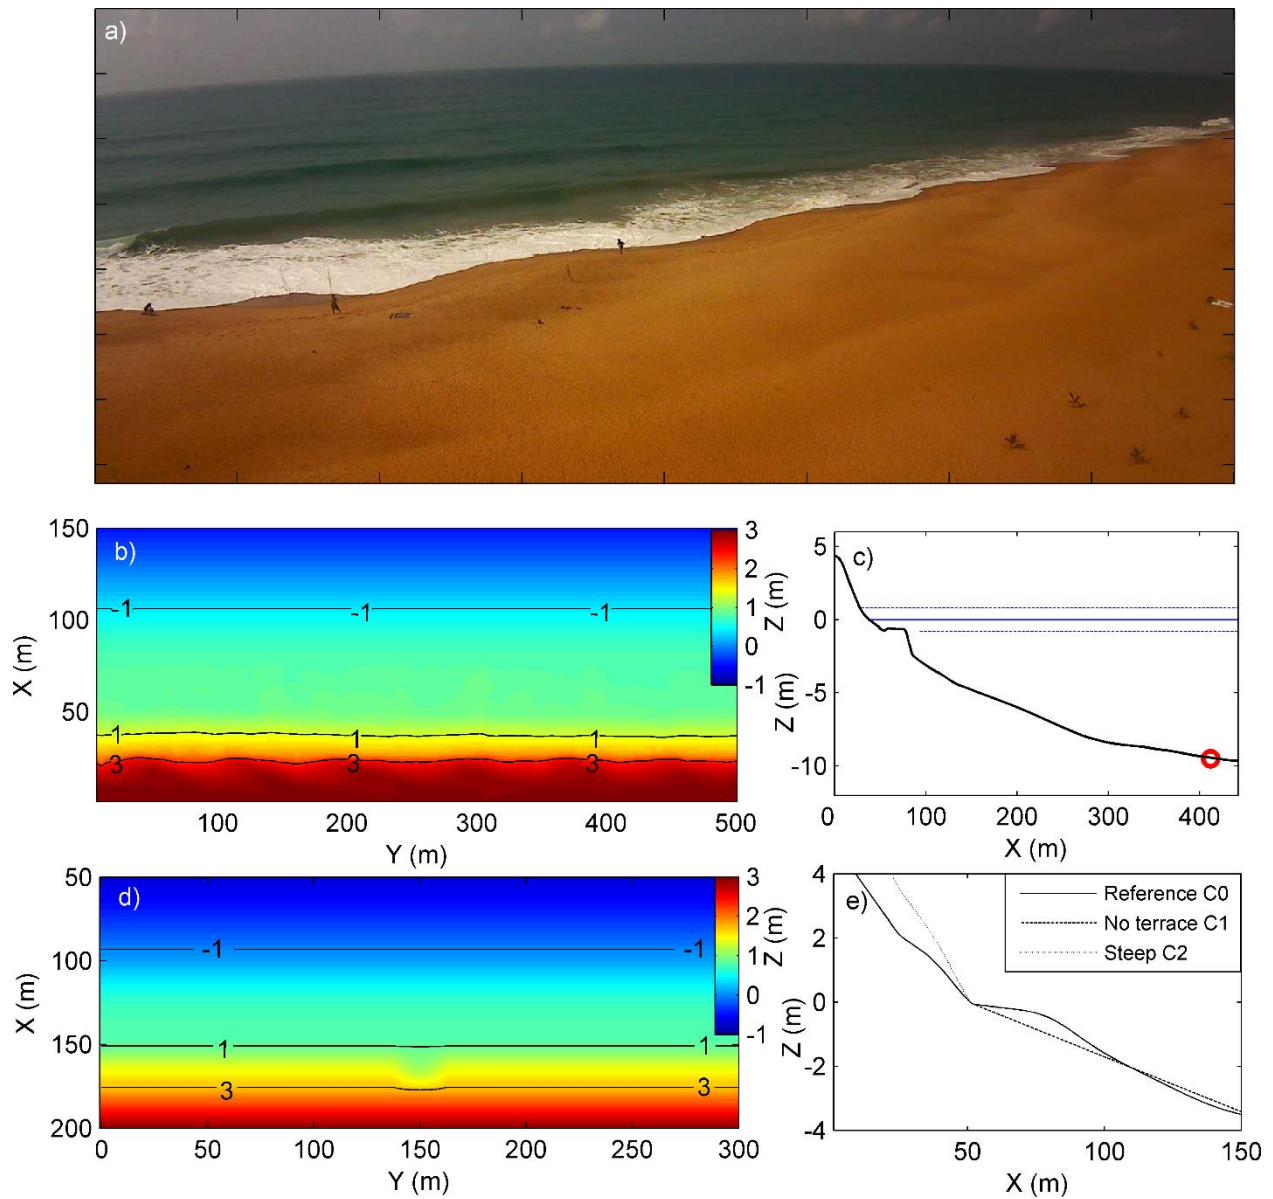 a)
b)
150
100
50
X (m)
-1 -1 -1
1 1 1
3 3 3
3
2
1
0
-1
Z (m)
100 200 300 400 500
Y (m)
c)
5
0
-5
-10
Z (m)
0 100 200 300 400
X (m)
d)
50
100
150
200
X (m)
-1 -1
1 1
3 3
3
2
1
0
-1
Z (m)
0 50 100 150 200 250 300
Y (m)
e)
4
2
0
-2
-4
Z (m)
Reference C0
No terrace C1
Steep C2
50 100 150
X (m)